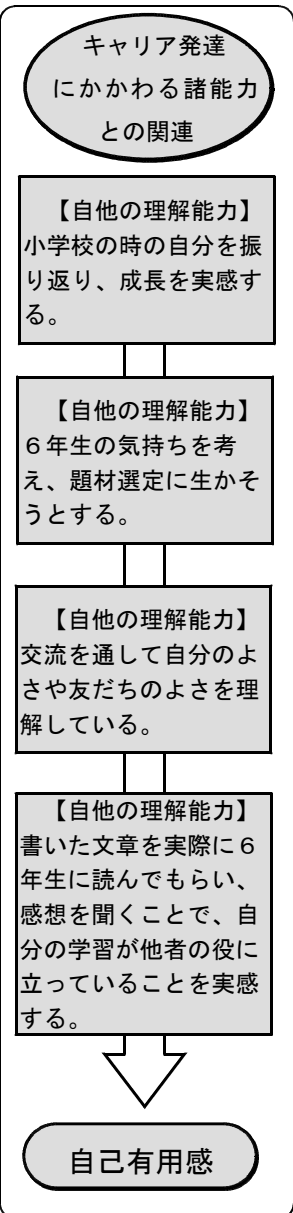 キャリア発達
にかかわる諸能力
との関連
【自他の理解能力】
小学校の時の自分を振
り返り、成長を実感す
る。
【自他の理解能力】
６年生の気持ちを考
え、題材選定に生かそ
うとする。
【自他の理解能力】
交流を通して自分のよ
さや友だちのよさを理
解している。
【自他の理解能力】
書いた文章を実際に６
年生に読んでもらい、
感想を聞くことで、自
分の学習が他者の役に
立っていることを実感
する。
自己有用感